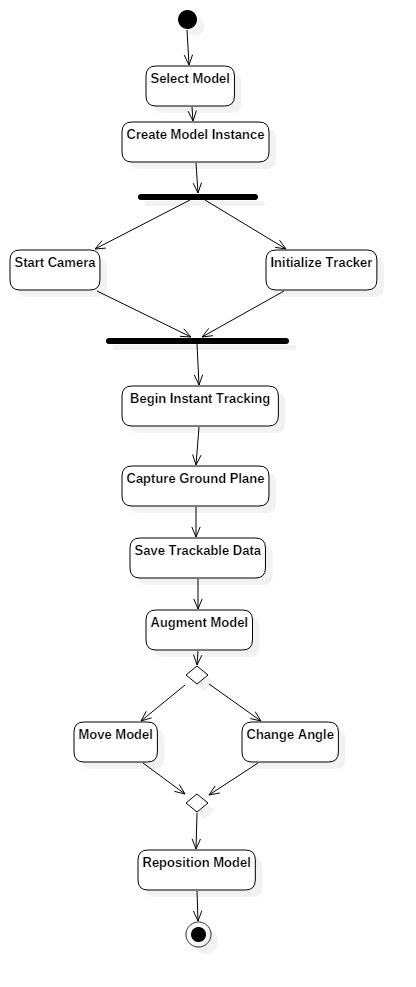 Select Model
Create Model Instance
Start Camera
Initialize Tracker
Begin Instant Tracking
Capture Ground Plane
Save Trackable Data
Augment Model
Move Model
Change Angle
Reposition Model